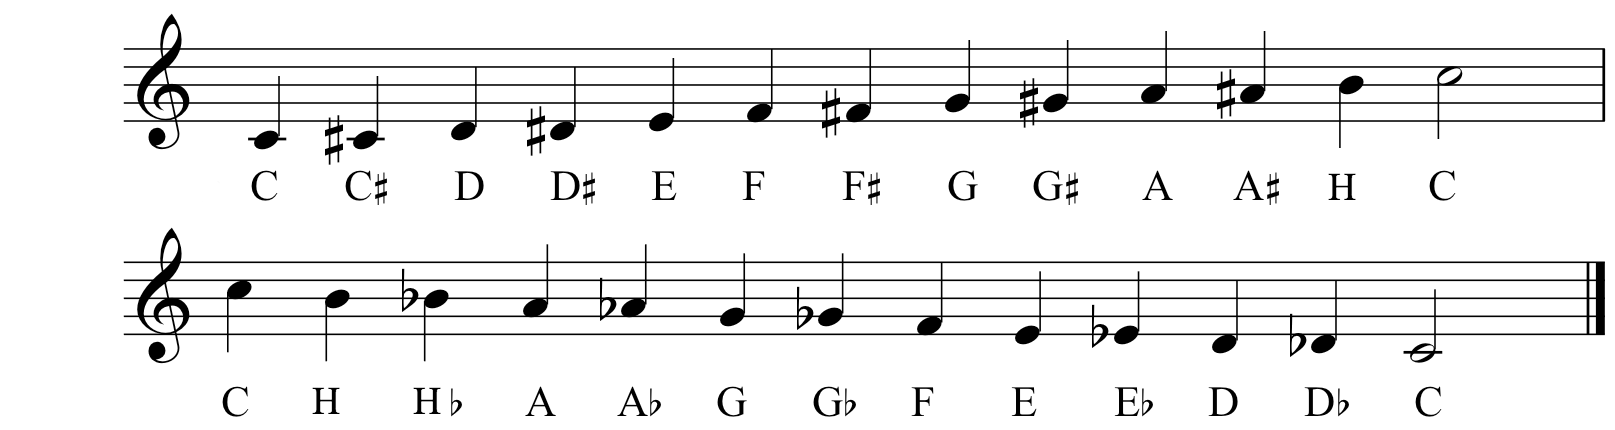 C C♯ D D♯ E F F♯ G G♯ A A♯ H C
C H H♭ A A♭ G G♭ F E E♭ D D♭ C